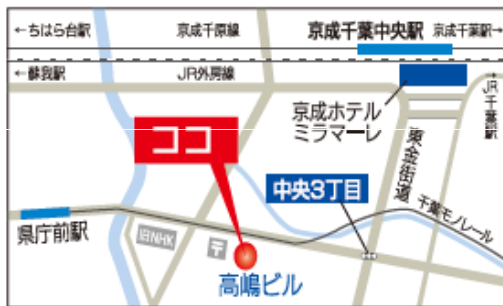 ←ちはら台駅
京成千原線
京成千葉中央駅
京成千葉駅→
←蘇我駅
JR外房線
JR千葉駅→
京成ホテル
ミラマーレ
ココ
東金街道
中央3丁目
千葉モノレール
県庁前駅
旧NHK
〒
高嶋ビル